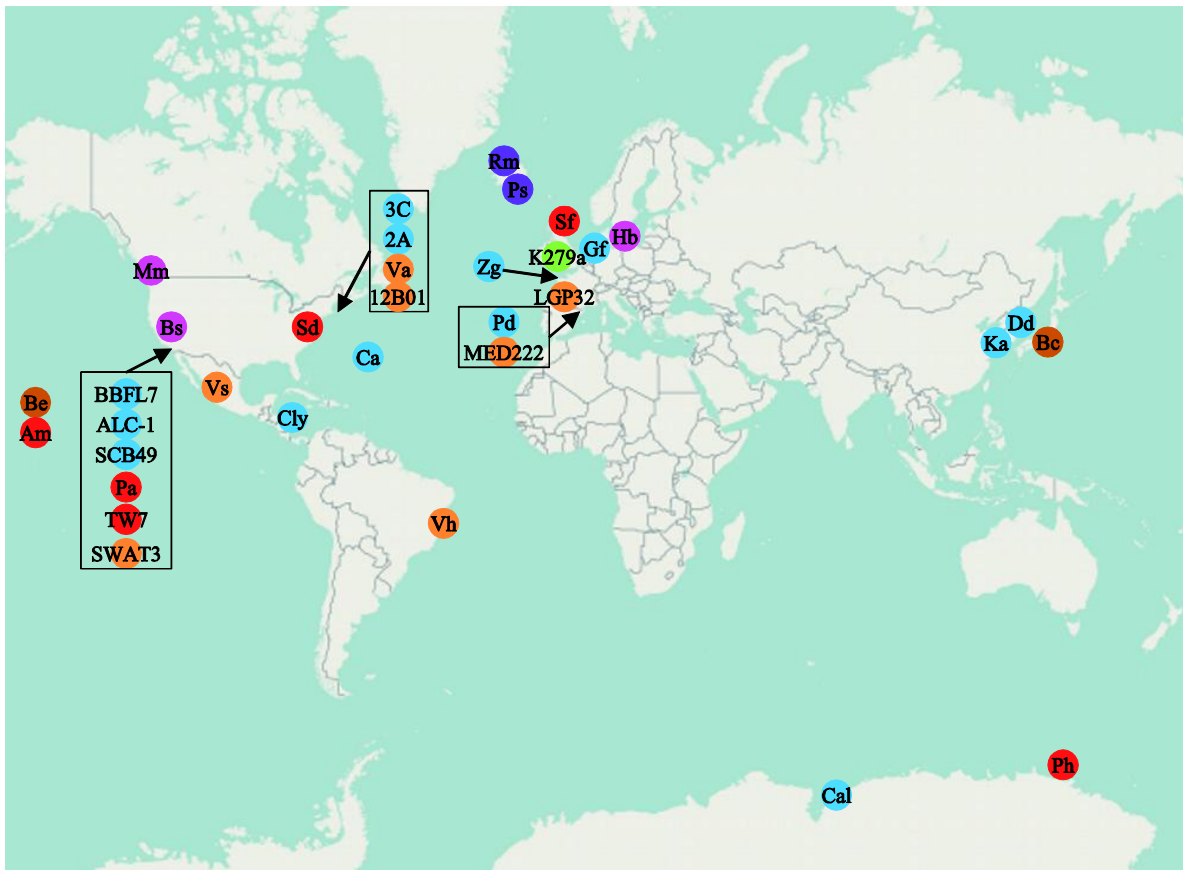 Rm
Ps
3C
2A
Va
12B01
Sf
K279a
Gf
Hb
Zg
LGP32
Pd
MED222
Mm
Bs
Sd
Ca
Dd
Ka
Bc
Vs
Cly
Be
Am
BBFL7
ALC-1
SCB49
Pa
TW7
SWAT3
Vh
Ph
Cal